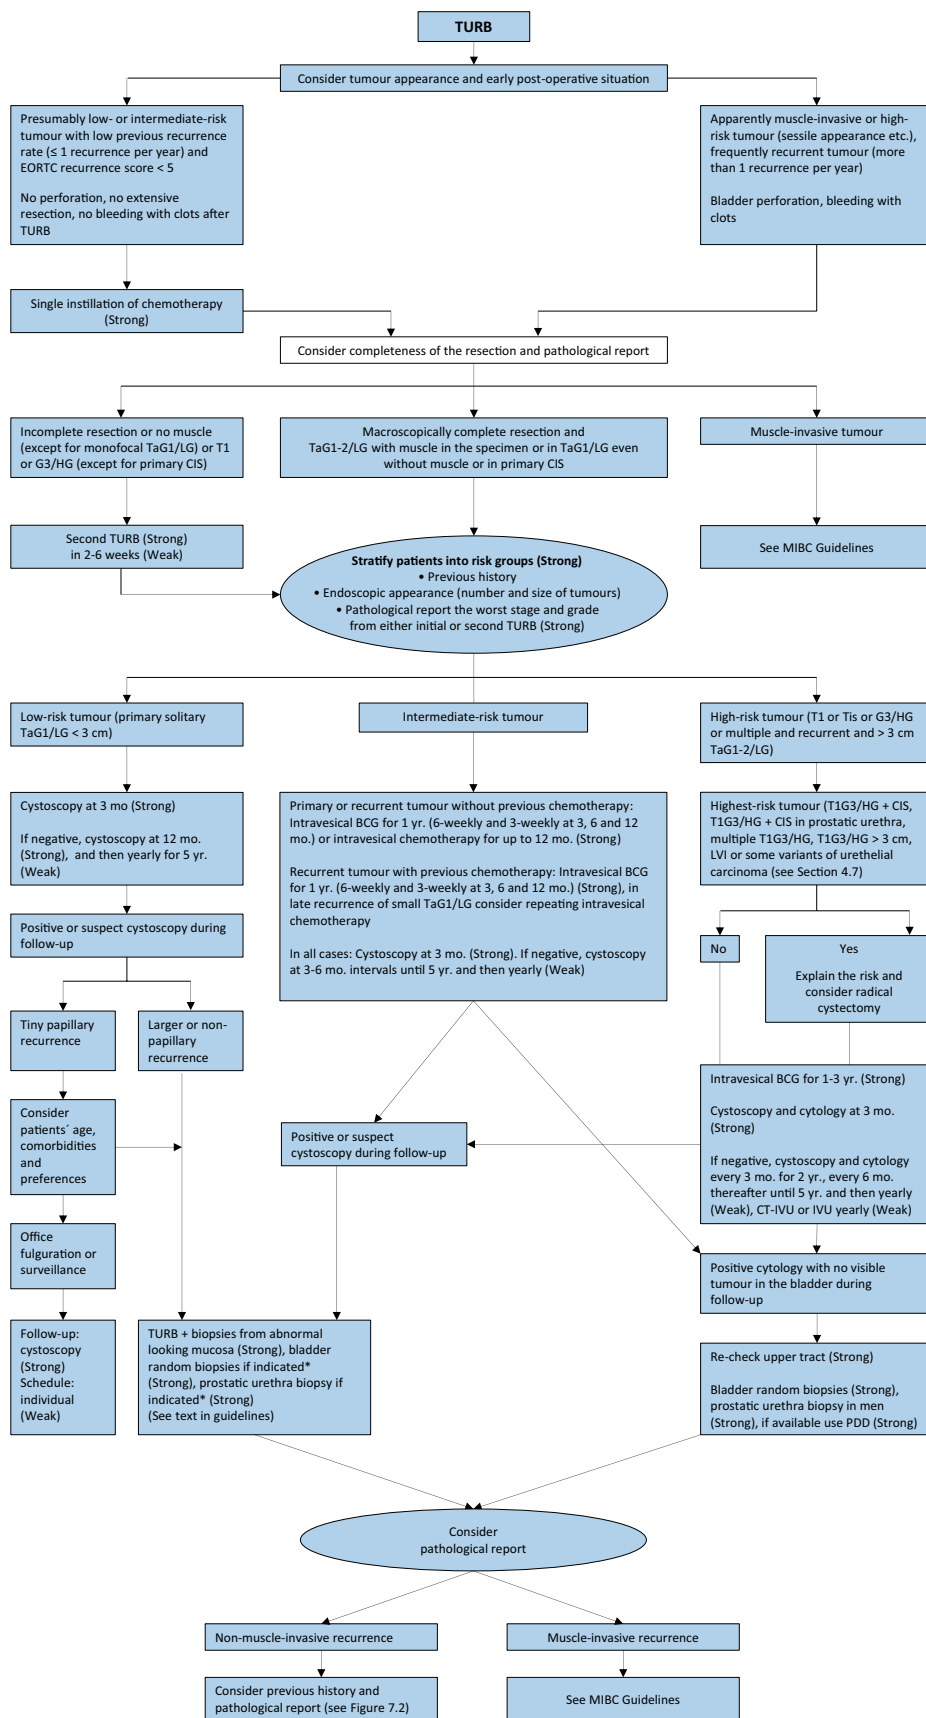 TURB
Consider tumour appearance and early post-operative situation
Presumably low- or intermediate-risk
tumour with low previous recurrence
rate (≤ 1 recurrence per year) and
EORTC recurrence score < 5
No perforation, no extensive
resection, no bleeding with clots after
TURB
Apparently muscle-invasive or high-
risk tumour (sessile appearance etc.),
frequently recurrent tumour (more
than 1 recurrence per year)
Bladder perforation, bleeding with
clots
Single instillation of chemotherapy
(Strong)
Consider completeness of the resection and pathological report
Incomplete resection or no muscle
(except for monofocal TaG1/LG) or T1
or G3/HG (except for primary CIS)
Macroscopically complete resection and
TaG1-2/LG with muscle in the specimen or in TaG1/LG even
without muscle or in primary CIS
Muscle-invasive tumour
Second TURB (Strong)
in 2-6 weeks (Weak)
Stratify patients into risk groups (Strong)
• Previous history
• Endoscopic appearance (number and size of tumours)
• Pathological report the worst stage and grade
from either initial or second TURB (Strong)
See MIBC Guidelines
Low-risk tumour (primary solitary
TaG1/LG < 3 cm)
Intermediate-risk tumour
High-risk tumour (T1 or Tis or G3/HG
or multiple and recurrent and > 3 cm
TaG1-2/LG)
Cystoscopy at 3 mo (Strong)
If negative, cystoscopy at 12 mo.
(Strong), and then yearly for 5 yr.
(Weak)
Primary or recurrent tumour without previous chemotherapy:
Intravesical BCG for 1 yr. (6-weekly and 3-weekly at 3, 6 and 12
mo.) or intravesical chemotherapy for up to 12 mo. (Strong)
Recurrent tumour with previous chemotherapy: Intravesical BCG
for 1 yr. (6-weekly and 3-weekly at 3, 6 and 12 mo.) (Strong), in
late recurrence of small TaG1/LG consider repeating intravesical
chemotherapy
In all cases: Cystoscopy at 3 mo. (Strong). If negative, cystoscopy
at 3-6 mo. intervals until 5 yr. and then yearly (Weak)
Highest-risk tumour (T1G3/HG + CIS,
T1G3/HG + CIS in prostatic urethra,
multiple T1G3/HG, T1G3/HG > 3 cm,
LVI or some variants of urethelial
carcinoma (see Section 4.7)
Positive or suspect cystoscopy during
follow-up
No
Yes
Explain the risk and
consider radical
cystectomy
Tiny papillary
recurrence
Larger or non-
papillary
recurrence
Consider
patients´ age,
comorbidities
and
preferences
Positive or suspect
cystoscopy during follow-up
Intravesical BCG for 1-3 yr. (Strong)
Cystoscopy and cytology at 3 mo.
(Strong)
If negative, cystoscopy and cytology
every 3 mo. for 2 yr., every 6 mo.
thereafter until 5 yr. and then yearly
(Weak), CT-IVU or IVU yearly (Weak)
Office
fulguration or
surveillance
Positive cytology with no visible
tumour in the bladder during
follow-up
Follow-up:
cystoscopy
(Strong)
Schedule:
individual
(Weak)
TURB + biopsies from abnormal
looking mucosa (Strong), bladder
random biopsies if indicated*
(Strong), prostatic urethra biopsy if
indicated* (Strong)
(See text in guidelines)
Re-check upper tract (Strong)
Bladder random biopsies (Strong),
prostatic urethra biopsy in men
(Strong), if available use PDD (Strong)
Consider
pathological report
Non-muscle-invasive recurrence
Muscle-invasive recurrence
Consider previous history and
pathological report (see Figure 7.2)
See MIBC Guidelines